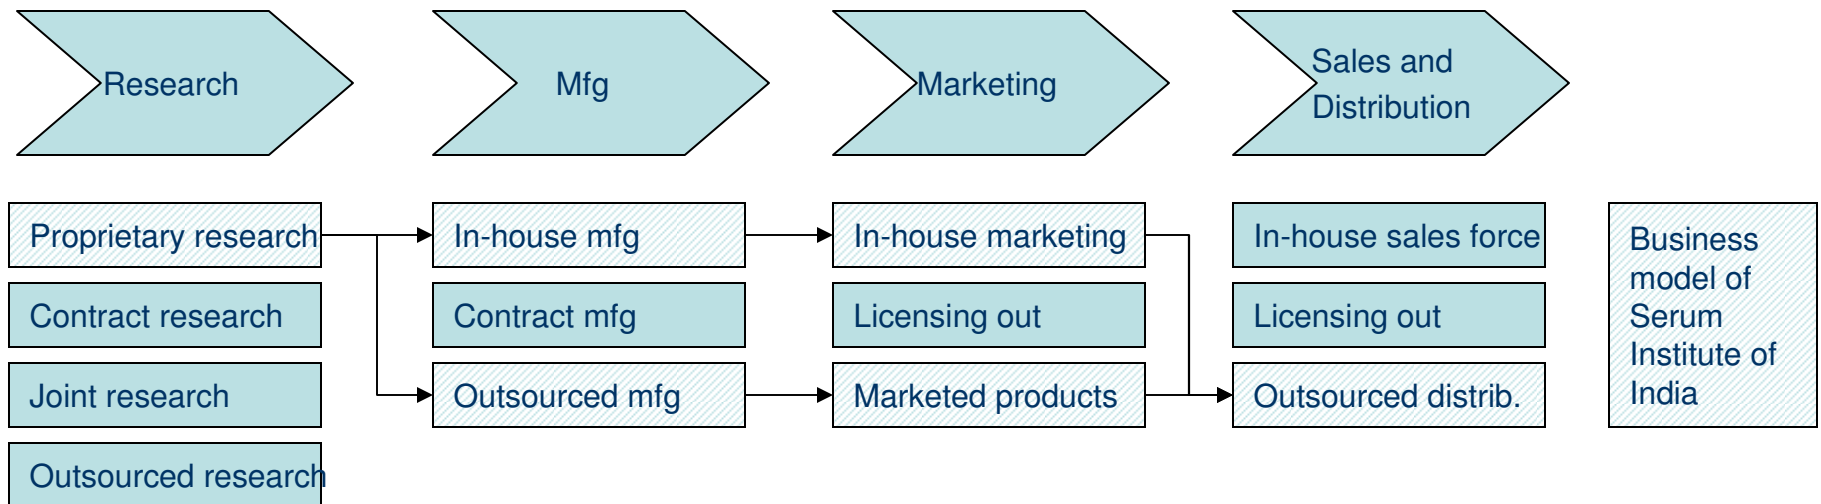 Research
Mfg
Marketing
Sales and
Distribution
Proprietary research
In-house mfg
In-house marketing
In-house sales force
Contract research
Contract mfg
Licensing out
Licensing out
Joint research
Outsourced mfg
Marketed products
Outsourced distrib.
Outsourced research
Business
model of
Serum
Institute of
India